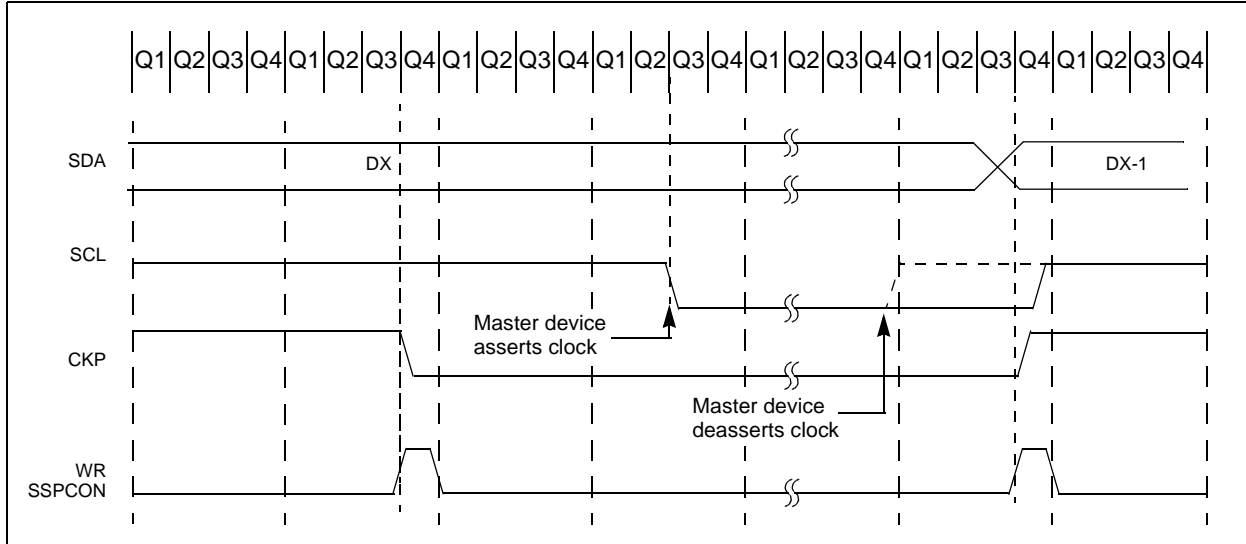 Q1 Q2 Q3 Q4 Q1 Q2 Q3 Q4 Q1 Q2 Q3 Q4 Q1 Q2 Q3 Q4 Q1 Q2 Q3 Q4 Q1 Q2 Q3 Q4 Q1 Q2 Q3 Q4
SDA
DX
DX-1
SCL
Master device
asserts clock
CKP
Master device
deasserts clock
WR
SSPCON